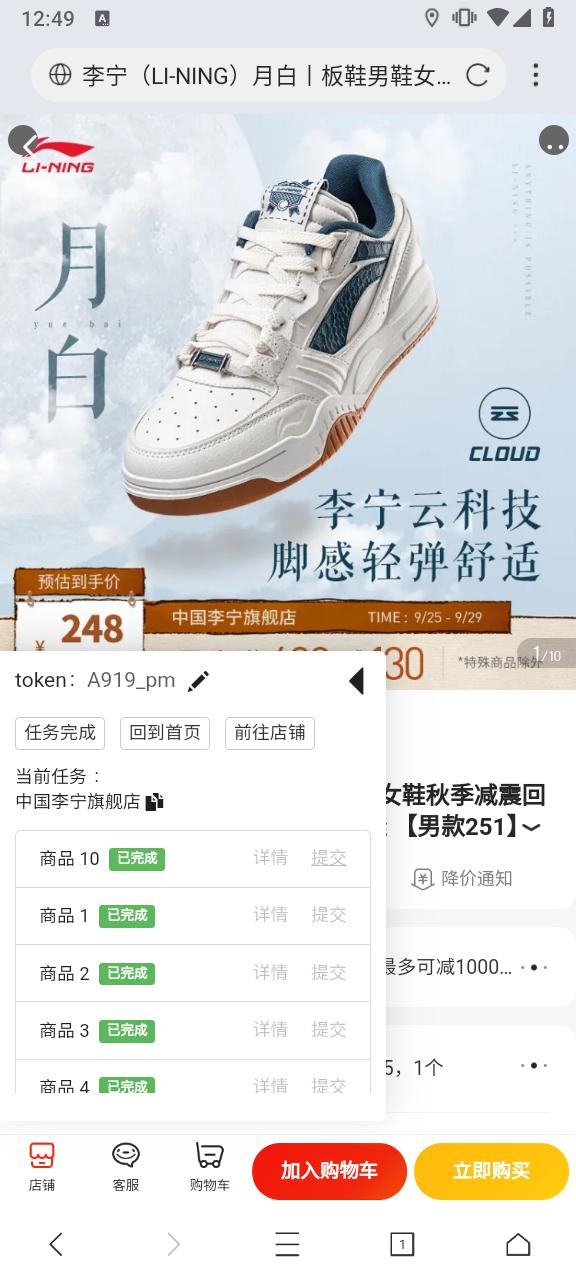 12:49
A
李宁（LI-NING）月白丨板鞋男鞋女...
LI-NING
月白
yue bai
ANYTHING IS POSSIBLE
CLOUD
李宁云科技
脚感轻弹舒适
预估到手价
¥ 248
中国李宁旗舰店
TIME：9/25 - 9/29
130
*特殊商品除外
1/10
token： A919_pm
任务完成
回到首页
前往店铺
当前任务：
中国李宁旗舰店
女鞋秋季减震回
【男款251】
降价通知
商品 10 已完成 详情 提交
商品 1 已完成 详情 提交
商品 2 已完成 详情 提交
最多可减1000...
商品 3 已完成 详情 提交
5，1个
商品 4 已完成 详情 提交
店铺
客服
购物车
加入购物车
立即购买
1